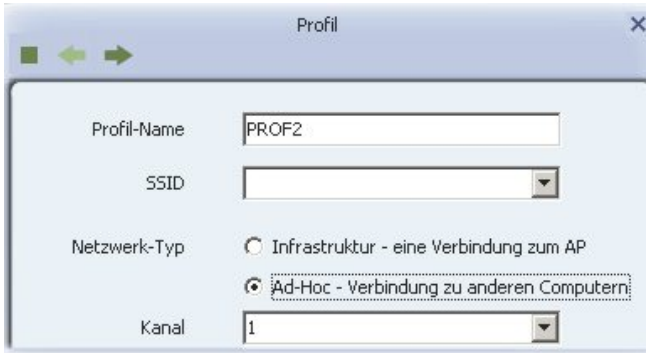 Profil
Profil-Name PROF2
SSID
Netzwerk-Typ Infrastruktur - eine Verbindung zum AP
Ad-Hoc - Verbindung zu anderen Computern
Kanal 1